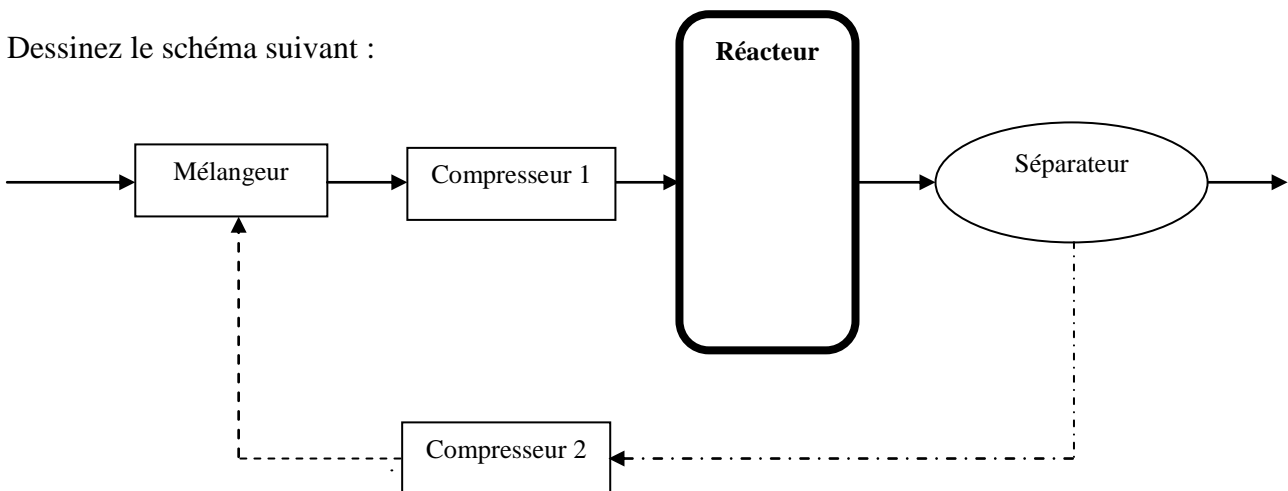 Dessinez le schéma suivant :
Réacteur
Mélangeur
Compresseur 1
Séparateur
Compresseur 2